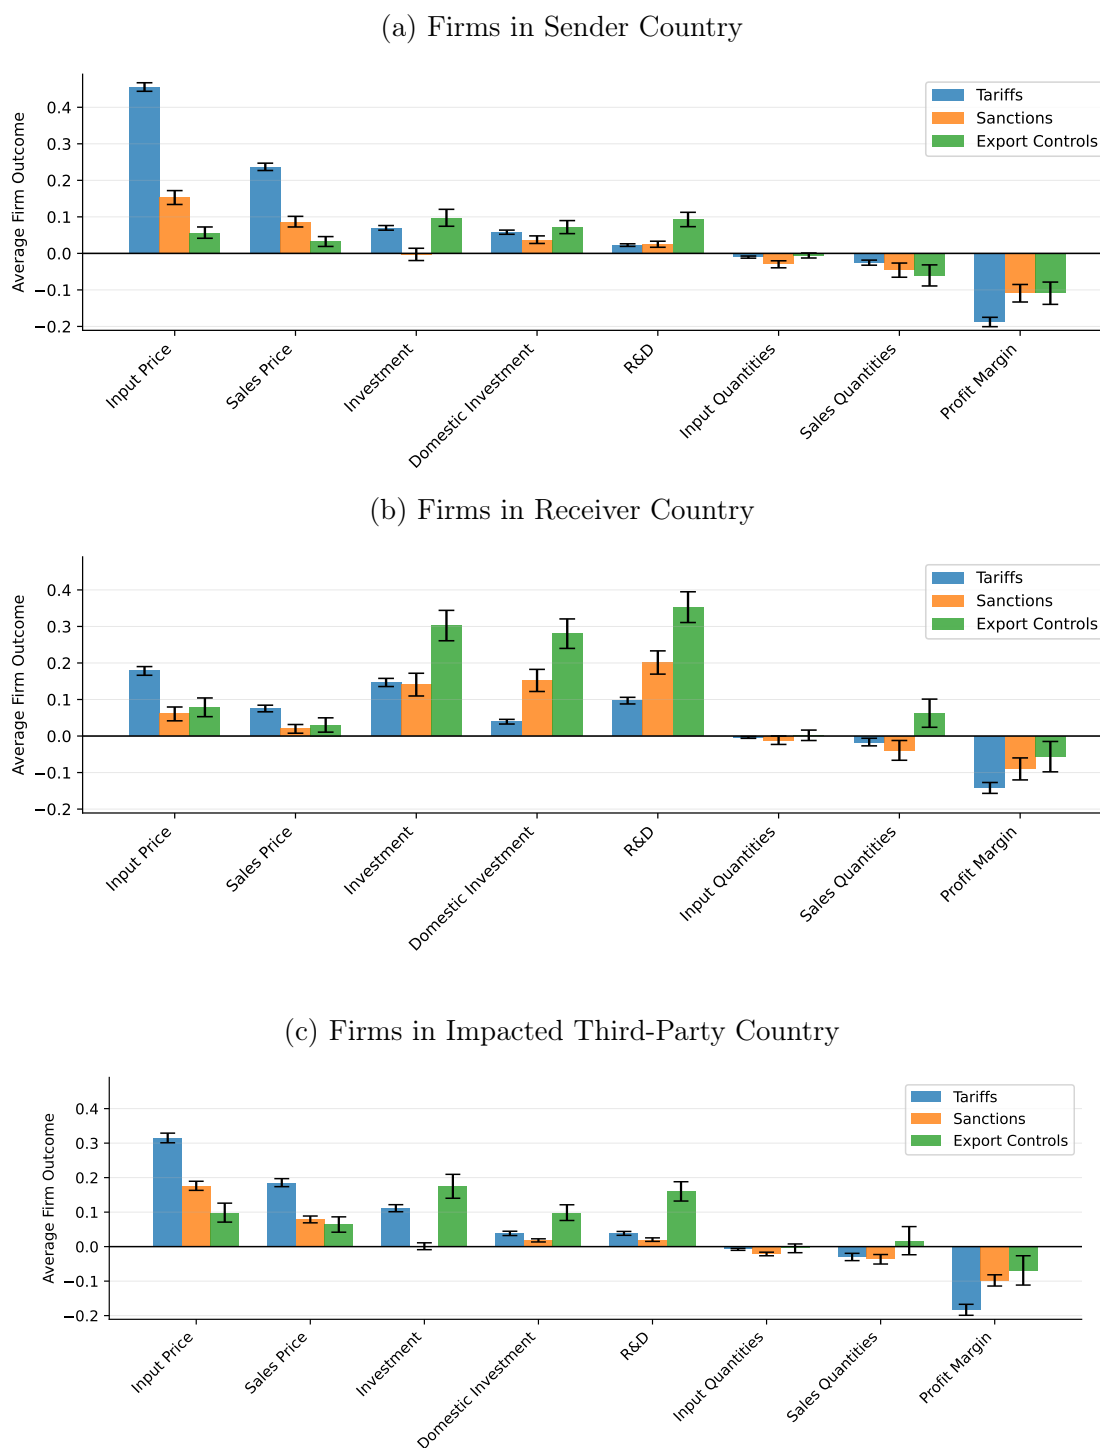 (a) Firms in Sender Country
Average Firm Outcome
0.4
0.3
0.2
0.1
0.0
−0.1
−0.2
Tariffs
Sanctions
Export Controls
Input Price
Sales Price
Investment
Domestic Investment
R&D
Input Quantities
Sales Quantities
Profit Margin
(b) Firms in Receiver Country
Average Firm Outcome
0.4
0.3
0.2
0.1
0.0
−0.1
−0.2
Tariffs
Sanctions
Export Controls
Input Price
Sales Price
Investment
Domestic Investment
R&D
Input Quantities
Sales Quantities
Profit Margin
(c) Firms in Impacted Third-Party Country
Average Firm Outcome
0.4
0.3
0.2
0.1
0.0
−0.1
−0.2
Tariffs
Sanctions
Export Controls
Input Price
Sales Price
Investment
Domestic Investment
R&D
Input Quantities
Sales Quantities
Profit Margin